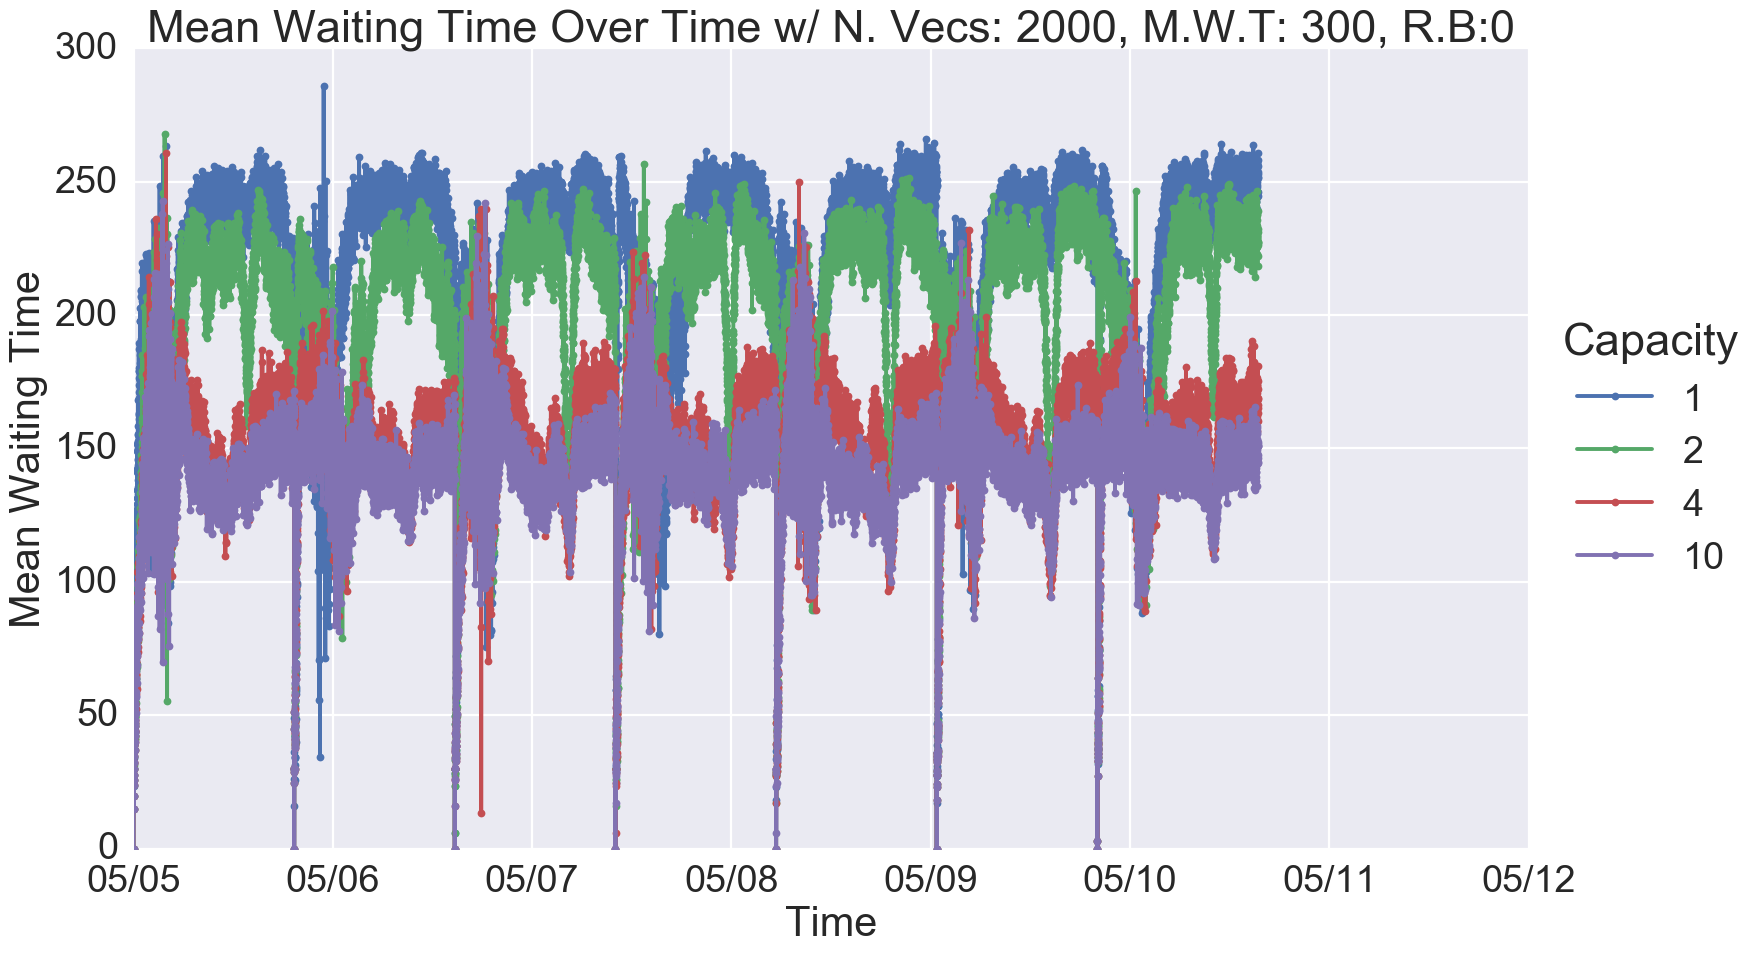 Mean Waiting Time Over Time w/ N. Vecs: 2000, M.W.T: 300, R.B:0
300
250
200
150
100
50
0
Mean Waiting Time
05/05 05/06 05/07 05/08 05/09 05/10 05/11 05/12
Time
Capacity
1
2
4
10